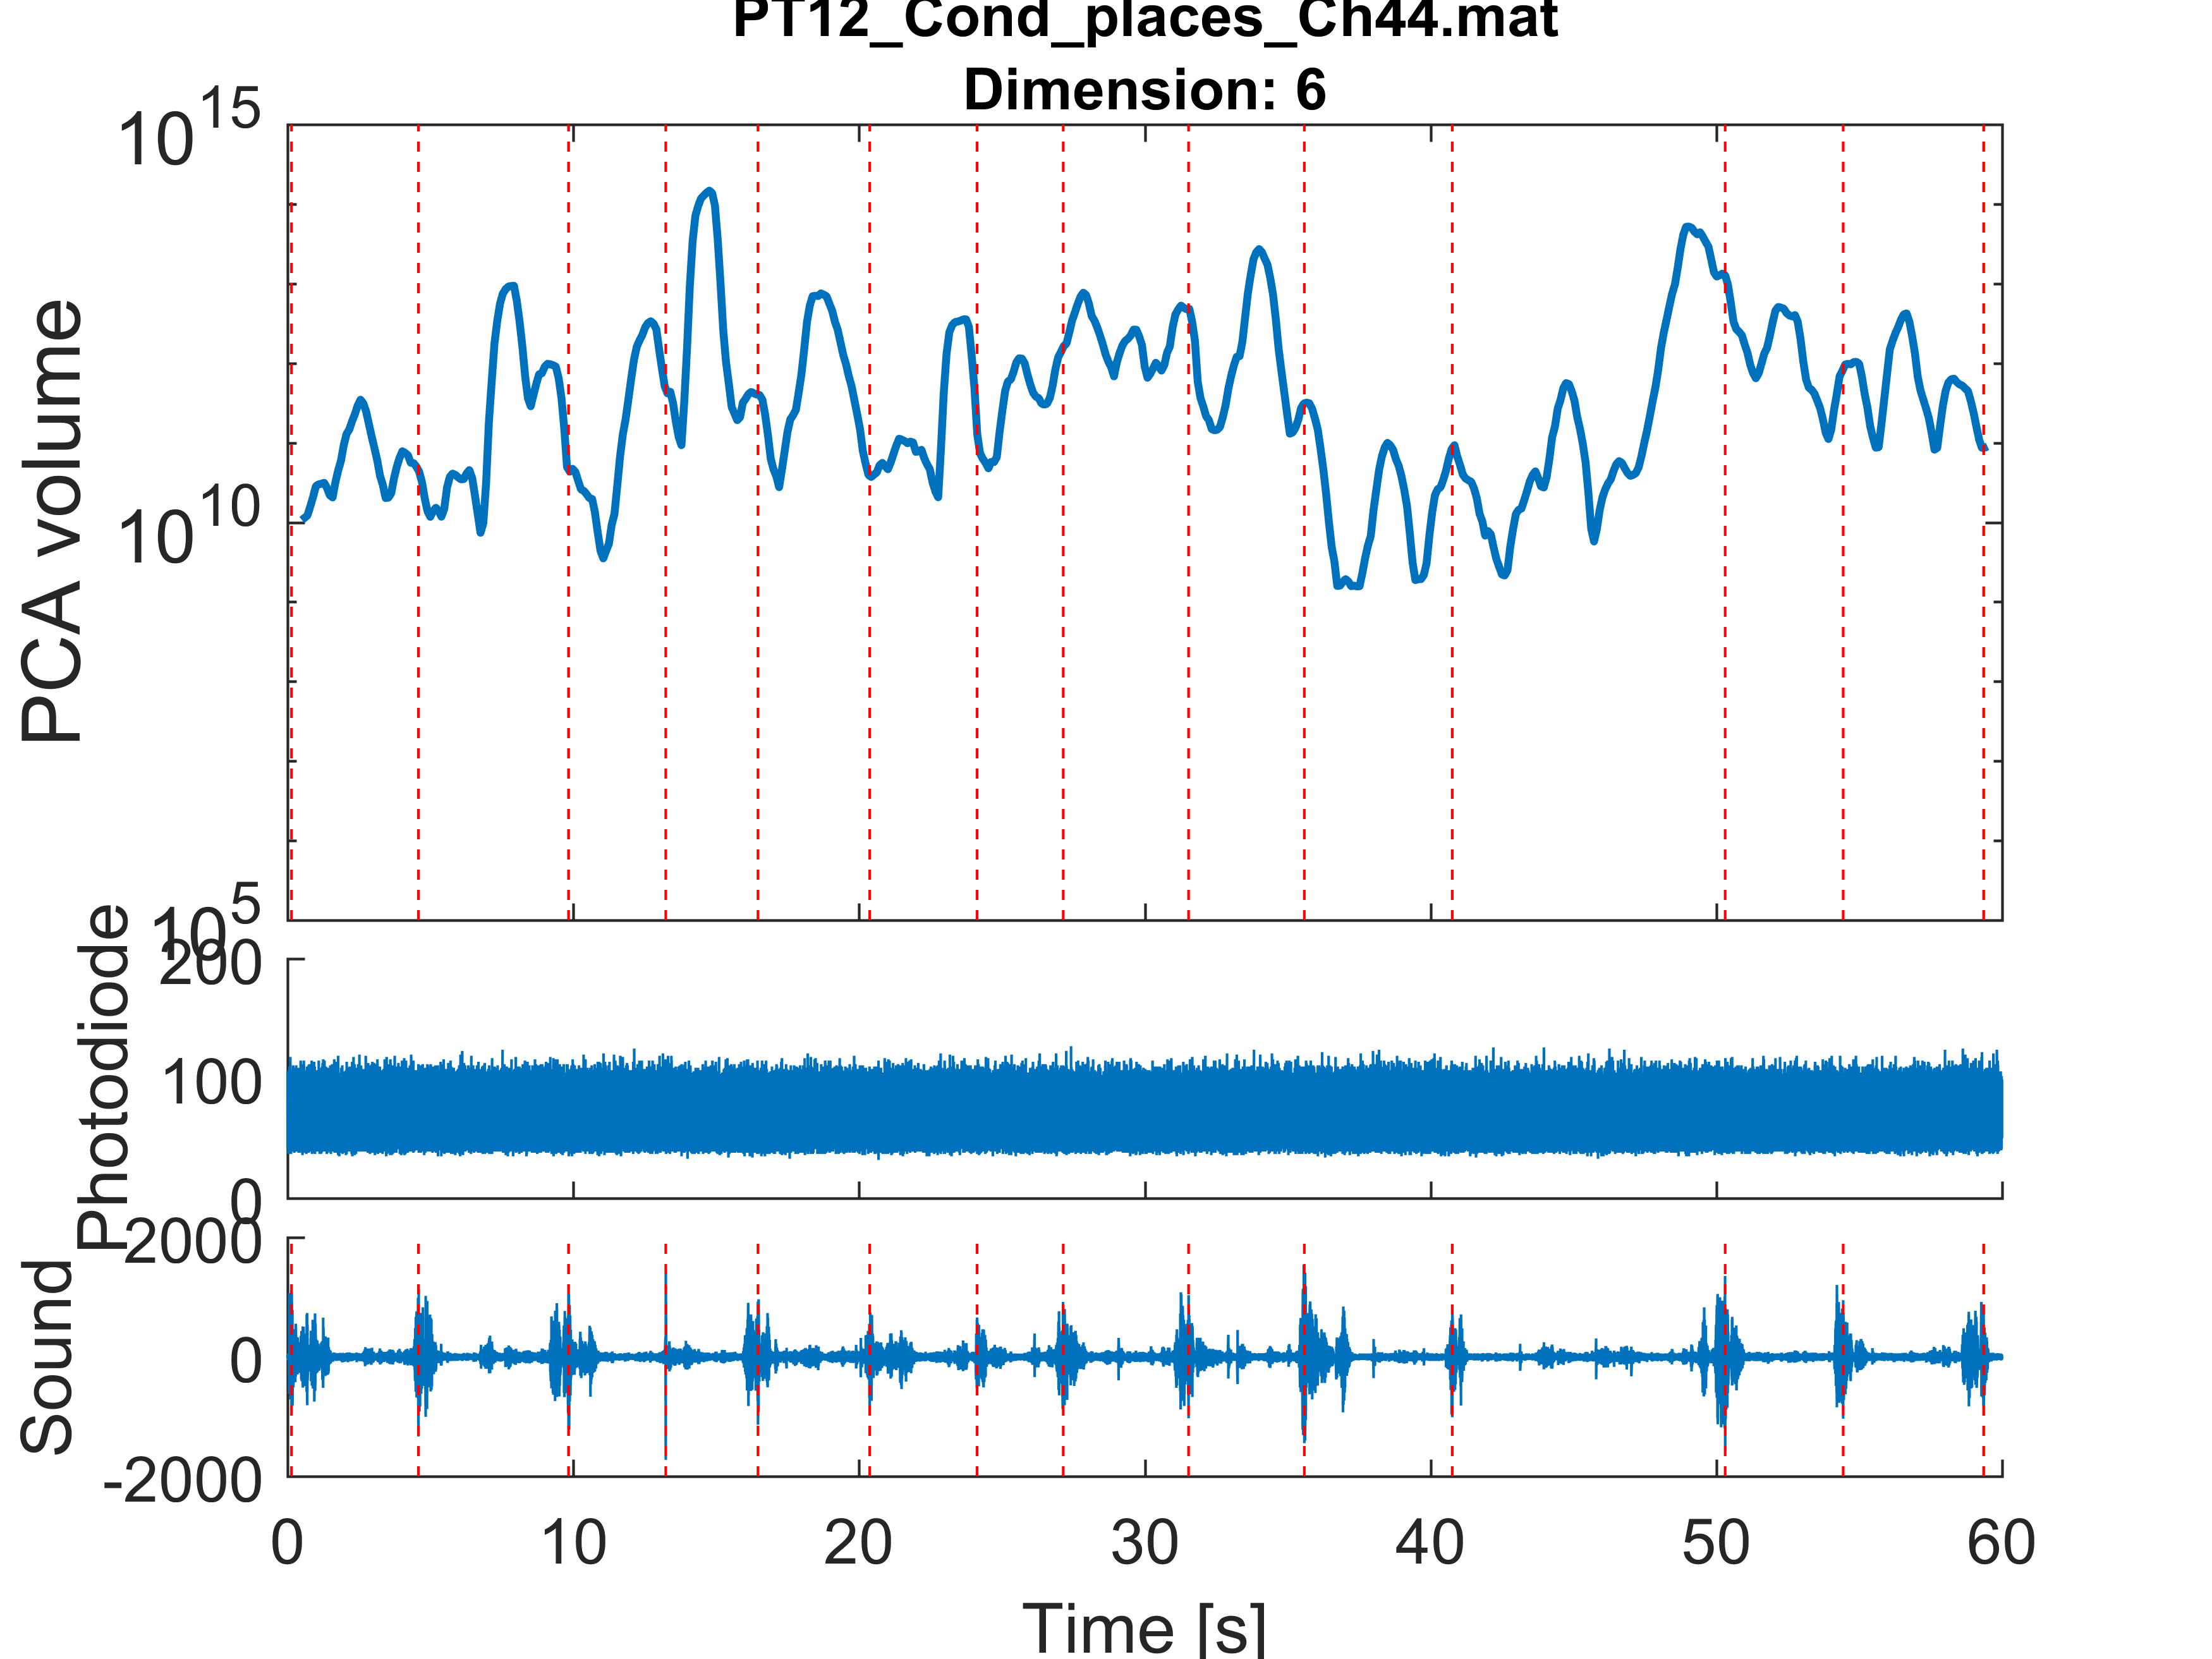 PT12_Cond_places_Ch44.mat
Dimension: 6
10^15
10^10
10^5
PCA volume
200
100
0
Photodiode
2000
0
-2000
Sound
0 10 20 30 40 50 60
Time [s]